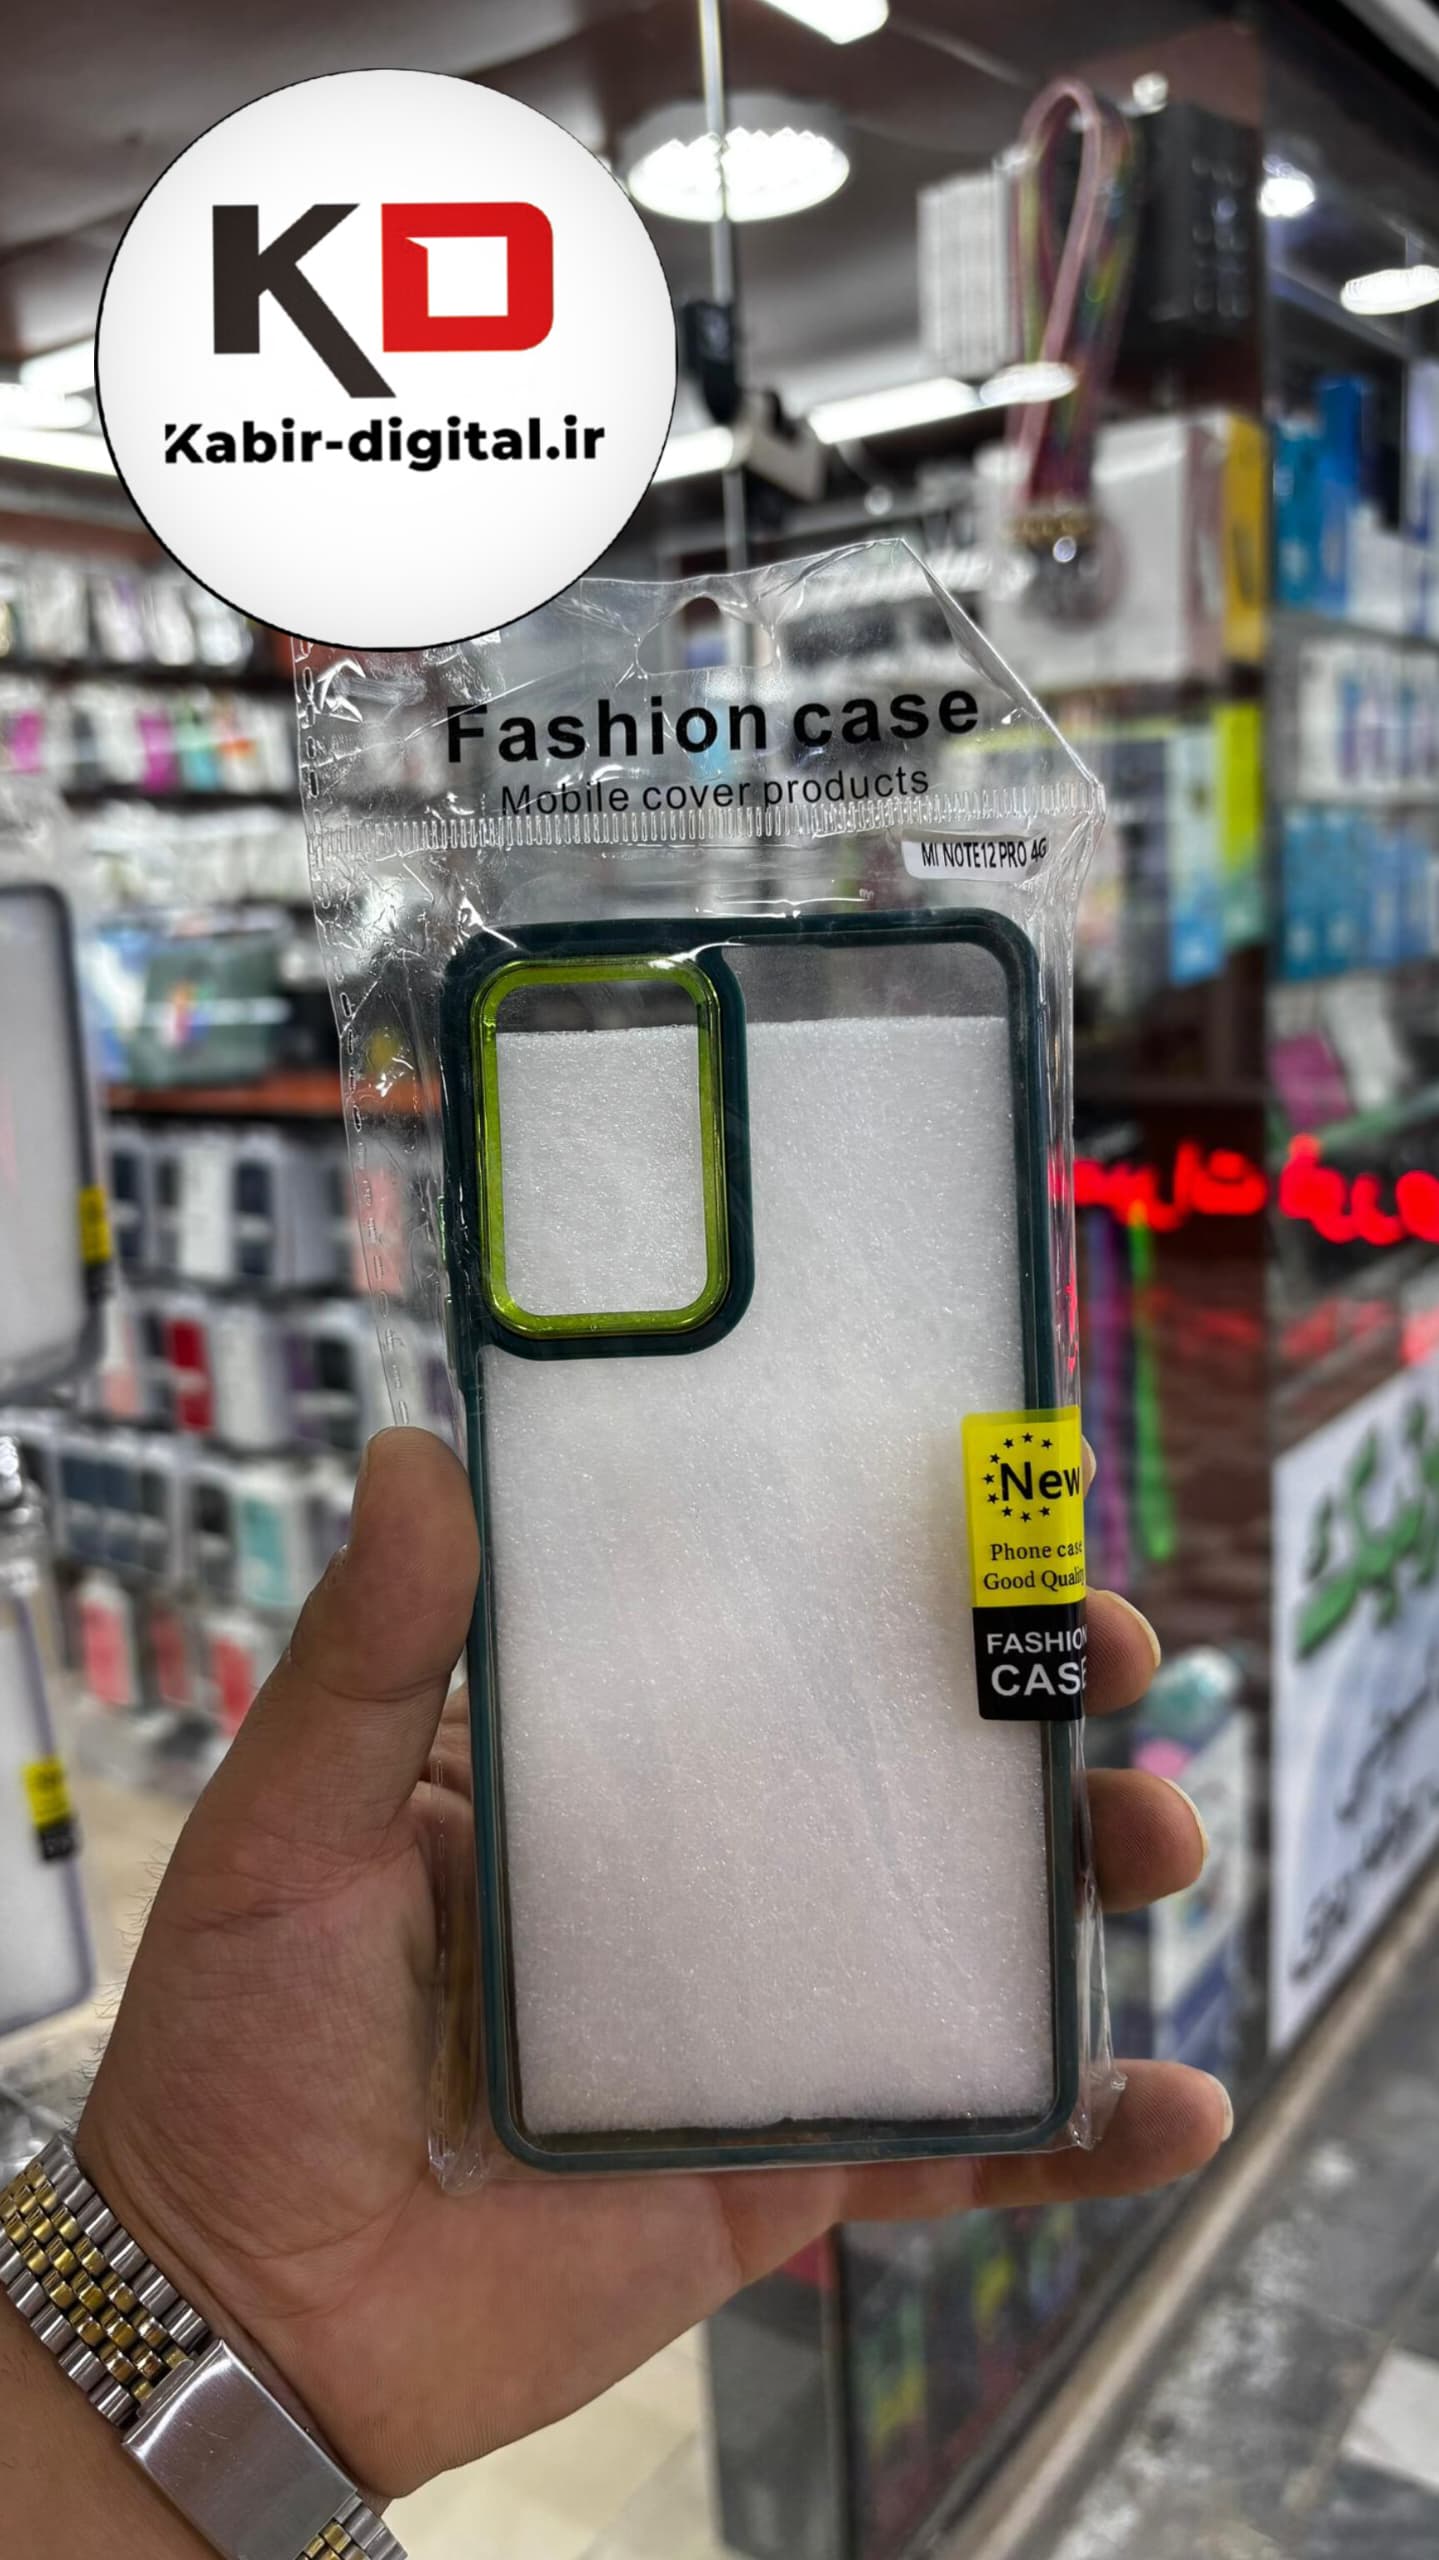 KD
Kabir-digital.ir
Fashion case
Mobile cover products
MI NOTE12 PRO 4G
New
Phone case
Good Quality
FASHION
CASE